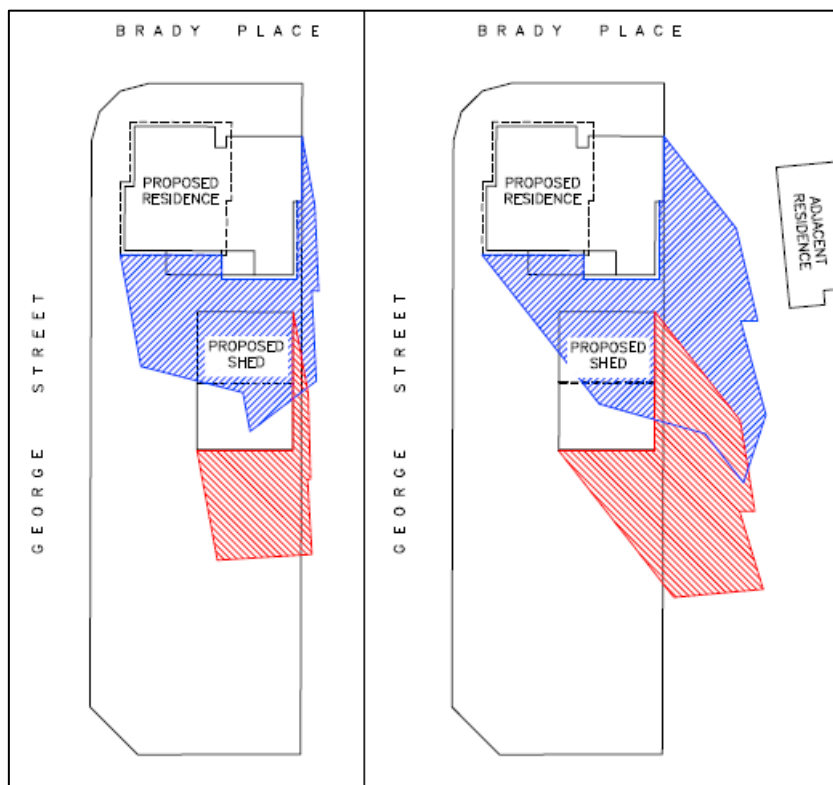 BRADY PLACE
PROPOSED
RESIDENCE
GEORGE STREET
PROPOSED
SHED
BRADY PLACE
PROPOSED
RESIDENCE
ADJACENT
RESIDENCE
GEORGE STREET
PROPOSED
SHED